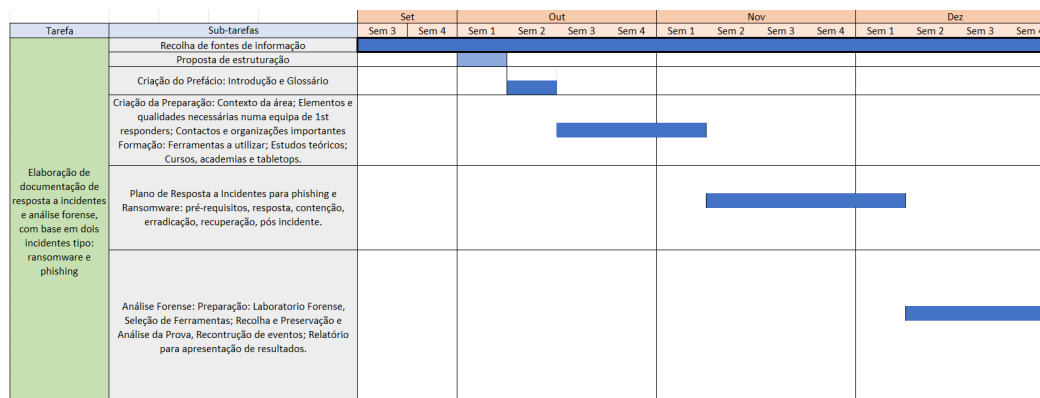 Set Out Nov Dez
Tarefa Sub-tarefas Sem 3 Sem 4 Sem 1 Sem 2 Sem 3 Sem 4 Sem 1 Sem 2 Sem 3 Sem 4 Sem 1 Sem 2 Sem 3 Sem 4
Recolha de fontes de informação
Proposta de estruturação
Criação do Prefácio: Introdução e Glossário
Criação da Preparação: Contexto da área; Elementos e
qualidades necessárias numa equipa de 1st
responders; Contactos e organizações importantes
Formação: Ferramentas a utilizar; Estudos teóricos;
Cursos, academias e tabletops.
Elaboração de
documentação de
resposta a incidentes
e análise forense,
com base em dois
incidentes tipo:
ransomware e
phishing
Plano de Resposta a Incidentes para phishing e
Ransomware: pré-requisitos, resposta, contenção,
erradicação, recuperação, pós incidente.
Análise Forense: Preparação: Laboratorio Forense,
Seleção de Ferramentas; Recolha e Preservação e
Análise da Prova, Recontrução de eventos; Relatório
para apresentação de resultados.